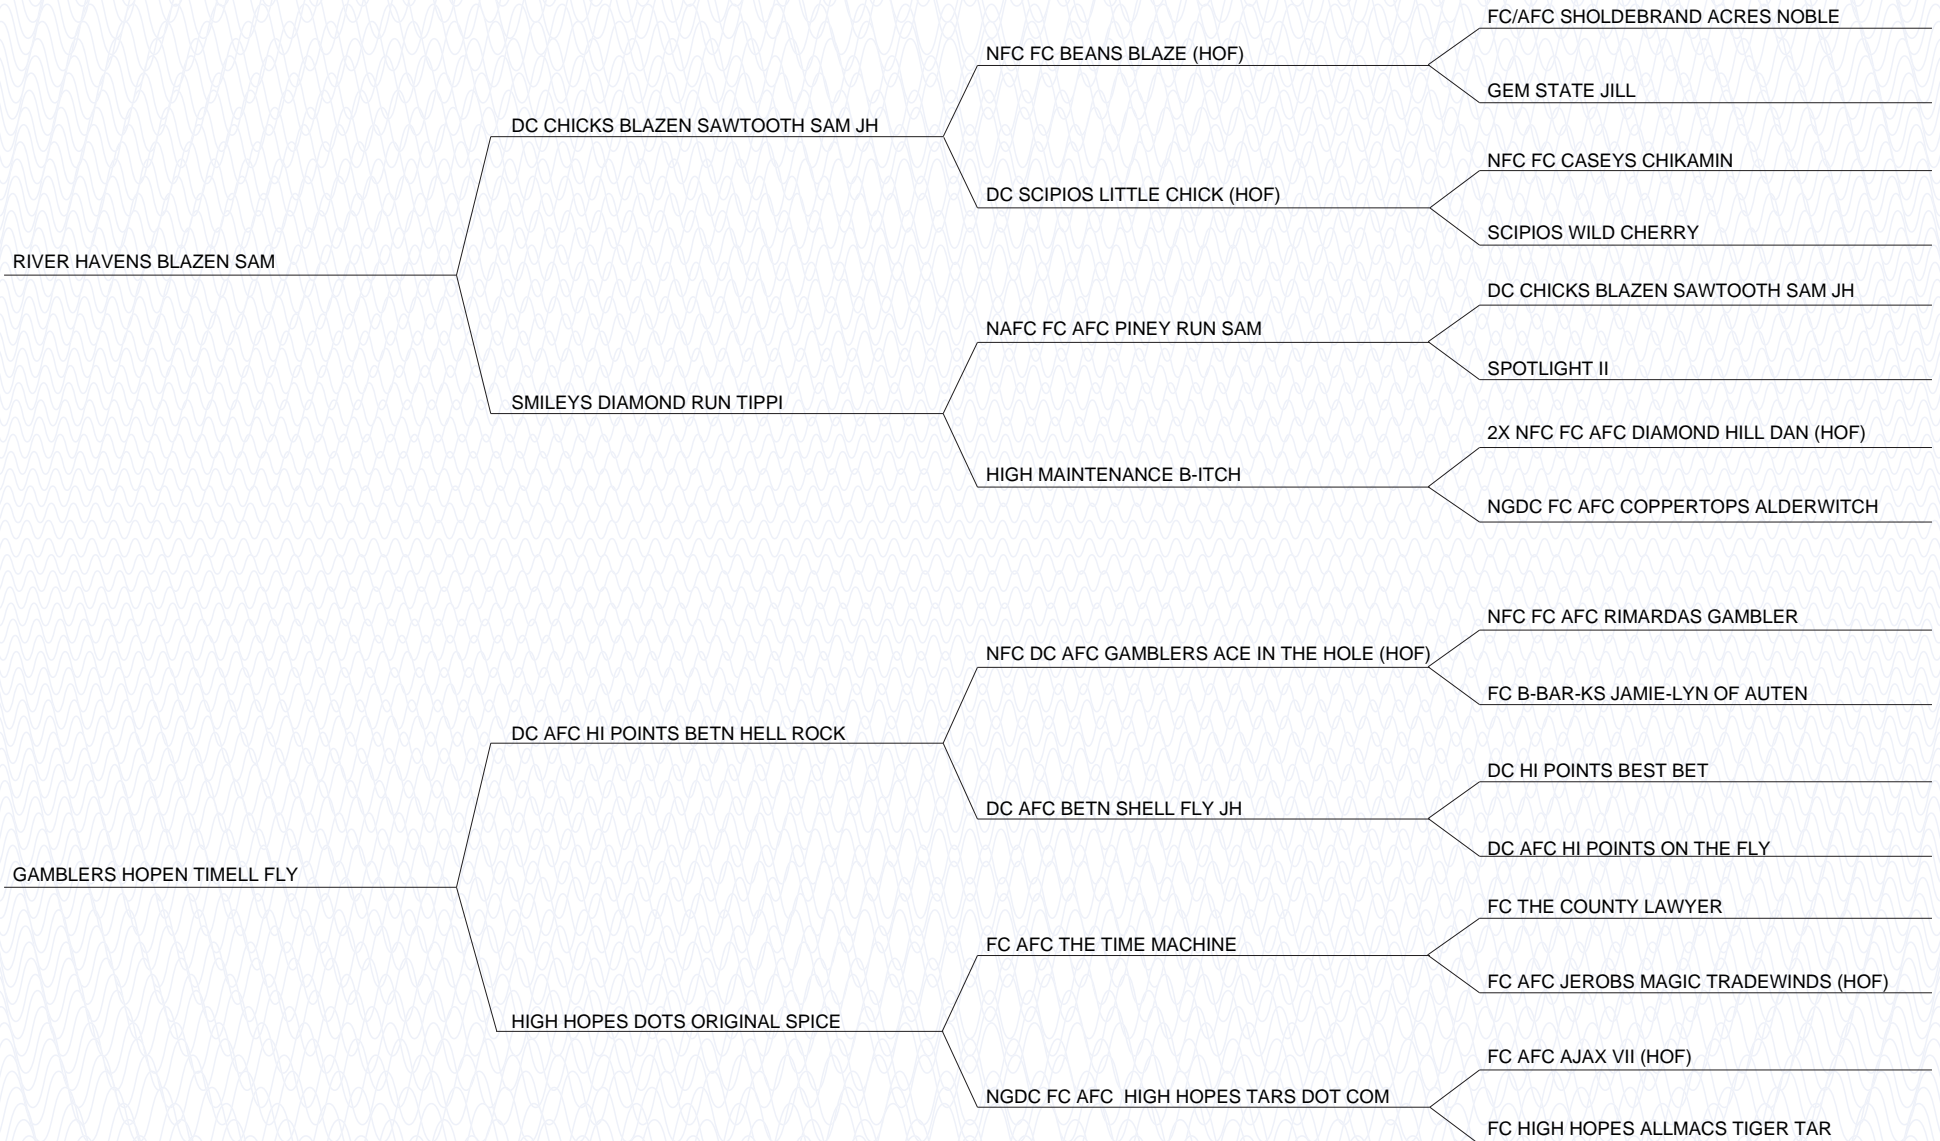 FC/AFC SHOLDEBRAND ACRES NOBLE
NFC FC BEANS BLAZE (HOF)
GEM STATE JILL
DC CHICKS BLAZEN SAWTOOTH SAM JH
NFC FC CASEYS CHIKAMIN
DC SCIPIOS LITTLE CHICK (HOF)
SCIPIOS WILD CHERRY
RIVER HAVENS BLAZEN SAM
DC CHICKS BLAZEN SAWTOOTH SAM JH
NAFC FC AFC PINEY RUN SAM
SPOTLIGHT II
SMILEYS DIAMOND RUN TIPPI
2X NFC FC AFC DIAMOND HILL DAN (HOF)
HIGH MAINTENANCE B-ITCH
NGDC FC AFC COPPERTOPS ALDERWITCH
NFC FC AFC RIMARDAS GAMBLER
NFC DC AFC GAMBLERS ACE IN THE HOLE (HOF)
FC B-BAR-KS JAMIE-LYN OF AUTEN
DC AFC HI POINTS BETN HELL ROCK
DC HI POINTS BEST BET
DC AFC BETN SHELL FLY JH
DC AFC HI POINTS ON THE FLY
GAMBLERS HOPEN TIMELL FLY
FC THE COUNTY LAWYER
FC AFC THE TIME MACHINE
FC AFC JEROBS MAGIC TRADEWINDS (HOF)
HIGH HOPES DOTS ORIGINAL SPICE
FC AFC AJAX VII (HOF)
NGDC FC AFC  HIGH HOPES TARS DOT COM
FC HIGH HOPES ALLMACS TIGER TAR